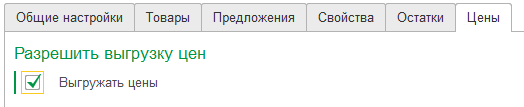 Общие настройки Товары Предложения Свойства Остатки Цены
Разрешить выгрузку цен
Выгружать цены